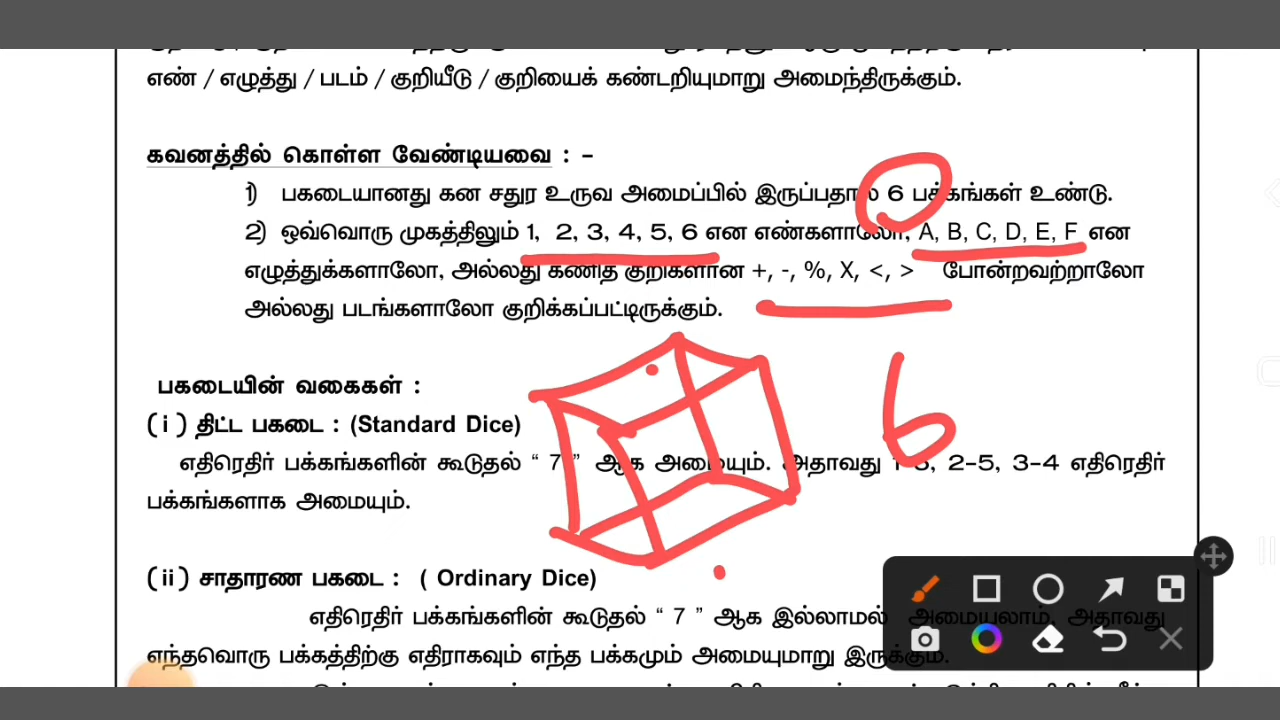 எண் / எழுத்து / படம் / குறியீடு / குறியைக் கண்டறியுமாறு அமைந்திருக்கும்.
கவனத்தில் கொள்ள வேண்டியவை : -
1) பகடையானது கன சதுர உருவ அமைப்பில் இருப்பதால் 6 பக்கங்கள் உண்டு.
2) ஒவ்வொரு முகத்திலும் 1, 2, 3, 4, 5, 6 என எண்களாலோ, A, B, C, D, E, F என
எழுத்துக்களாலோ, அல்லது கணித குறிகளான +, -, %, X, <, > போன்றவற்றாலோ
அல்லது படங்களாலோ குறிக்கப்பட்டிருக்கும்.
6
பகடையின் வகைகள் :
( i ) திட்ட பகடை : (Standard Dice)
எதிரெதிர் பக்கங்களின் கூடுதல் “ 7 ” ஆக அமையும். அதாவது 1-6, 2-5, 3-4 எதிரெதிர்
பக்கங்களாக அமையும்.
(ii ) சாதாரண பகடை : ( Ordinary Dice)
எதிரெதிர் பக்கங்களின் கூடுதல் “ 7 ” ஆக இல்லாமல் அமையலாம். அதாவது
எந்தவொரு பக்கத்திற்கு எதிராகவும் எந்த பக்கமும் அமையுமாறு இருக்கும்.